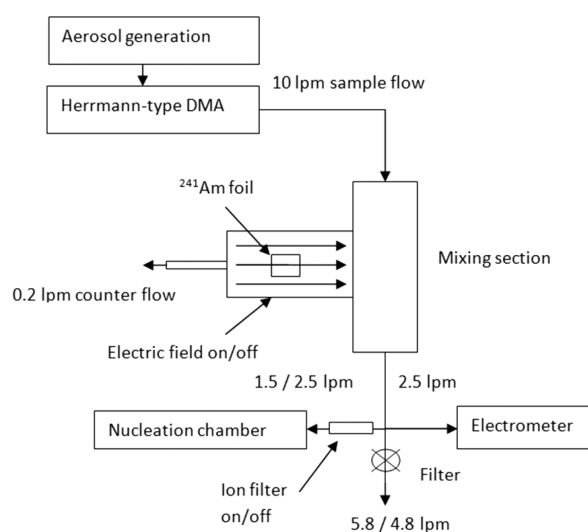 Aerosol generation
10 lpm sample flow
Herrmann-type DMA
²⁴¹Am foil
Mixing section
0.2 lpm counter flow
Electric field on/off
1.5 / 2.5 lpm
2.5 lpm
Nucleation chamber
Electrometer
Filter
Ion filter
on/off
5.8 / 4.8 lpm